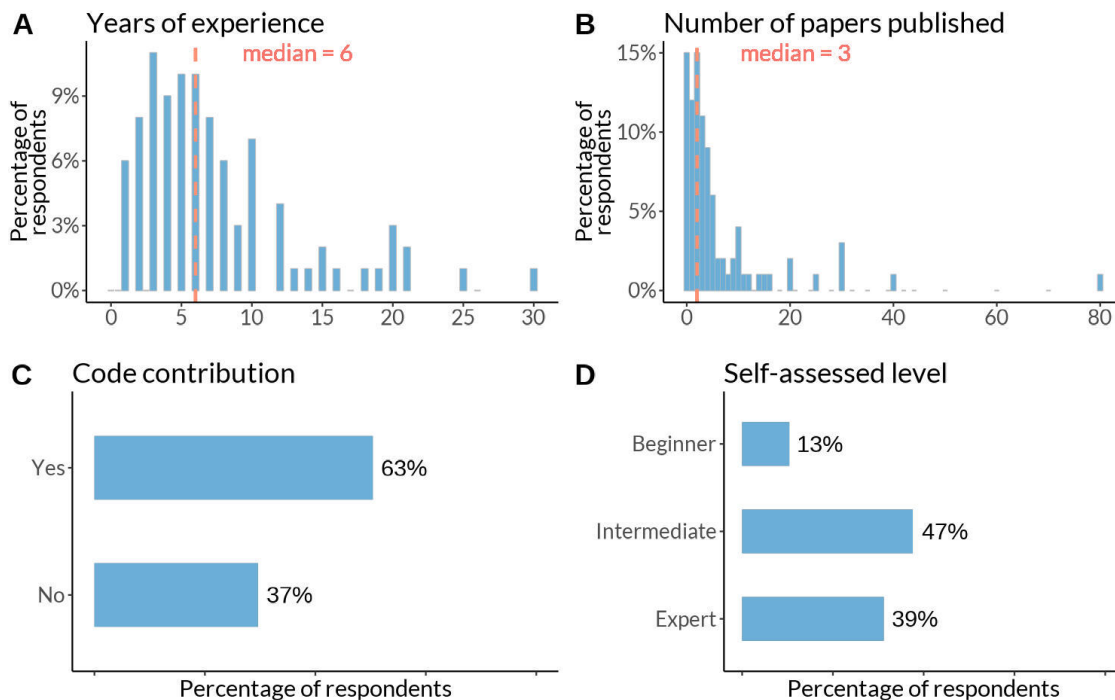 A Years of experience
median = 6
Percentage of
respondents
9%
6%
3%
0%
0 5 10 15 20 25 30
B Number of papers published
median = 3
Percentage of
respondents
15%
10%
5%
0%
0 20 40 60 80
C Code contribution
Yes 63%
No 37%
Percentage of respondents
D Self-assessed level
Beginner 13%
Intermediate 47%
Expert 39%
Percentage of respondents